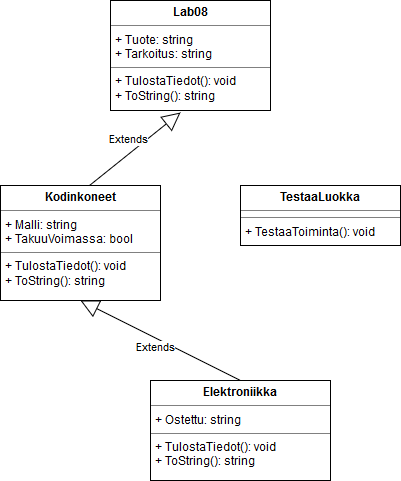 Lab08
+ Tuote: string
+ Tarkoitus: string
+ TulostaTiedot(): void
+ ToString(): string
Extends
Kodinkoneet
+ Malli: string
+ TakuuVoimassa: bool
+ TulostaTiedot(): void
+ ToString(): string
TestaaLuokka
+ TestaaToiminta(): void
Extends
Elektroniikka
+ Ostettu: string
+ TulostaTiedot(): void
+ ToString(): string